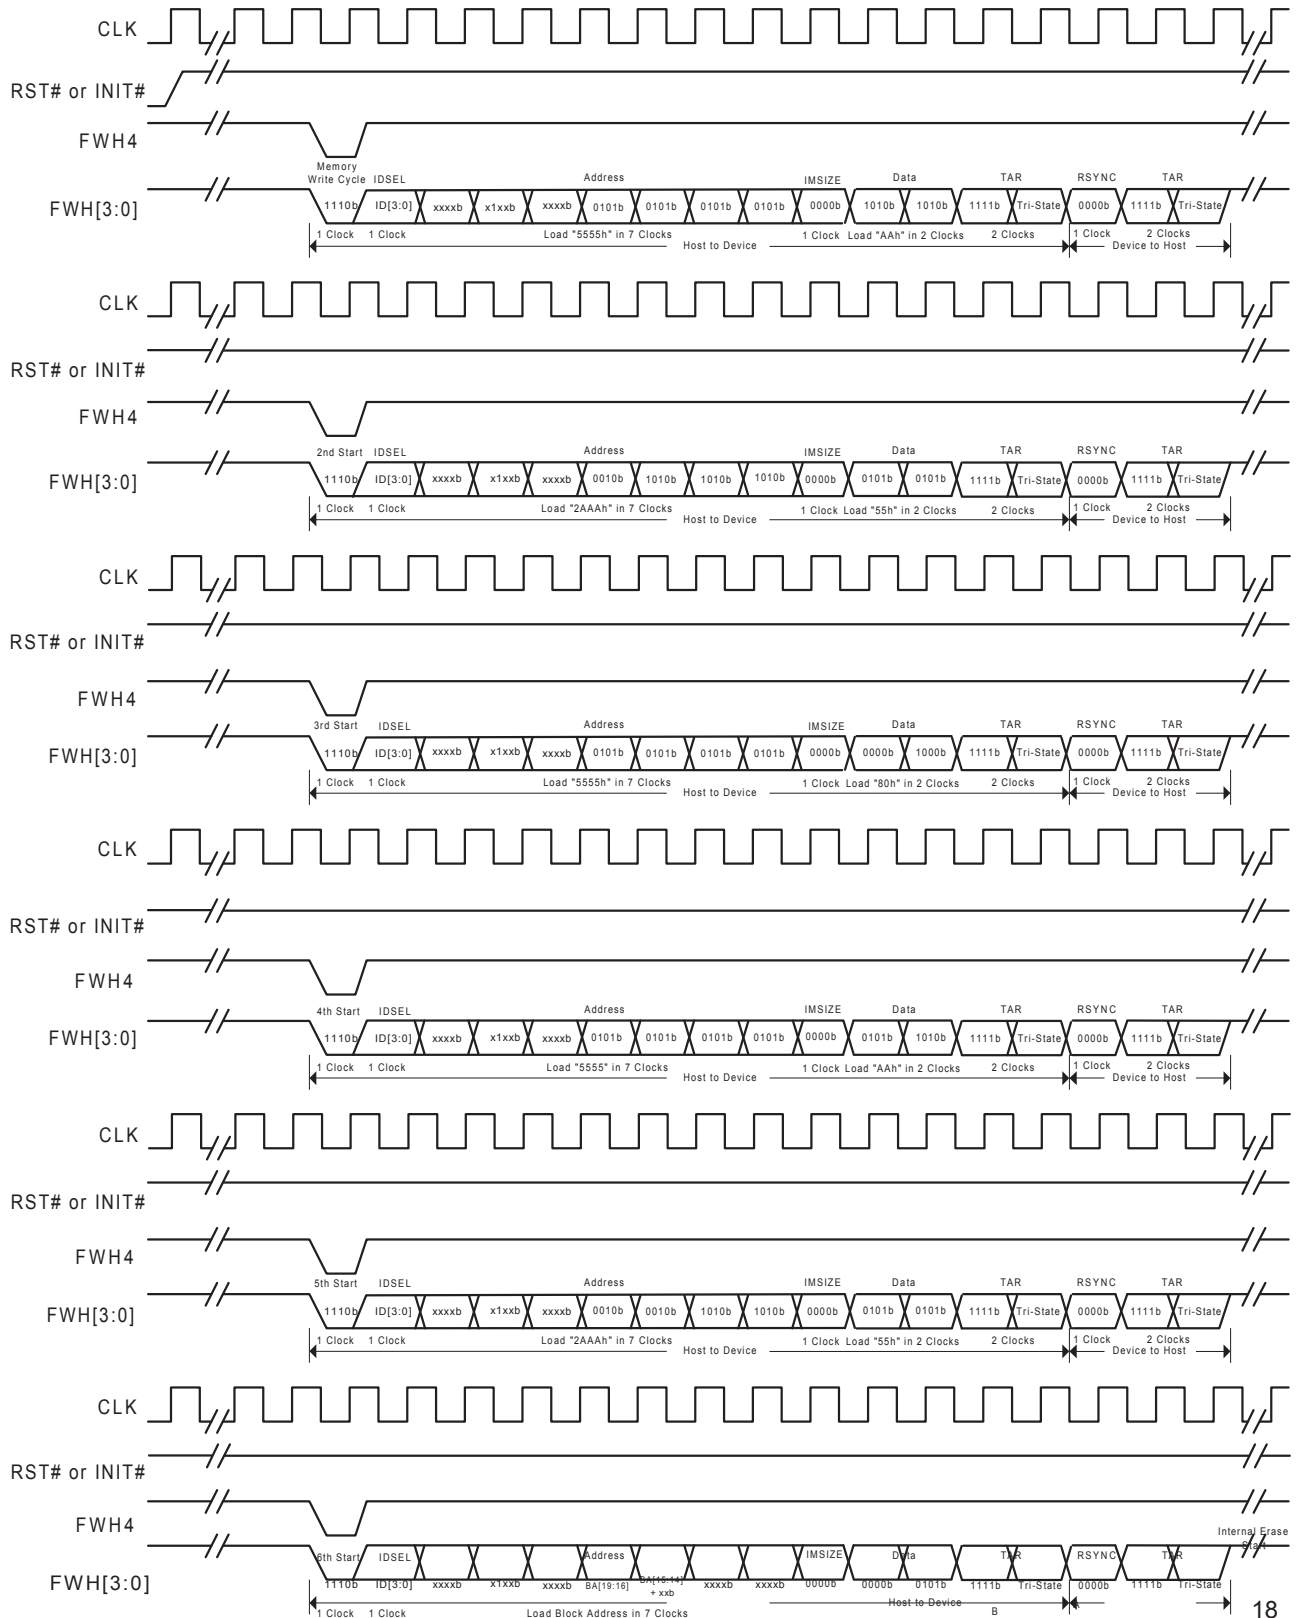 CLK
RST# or INIT#
FWH4
Memory
Write Cycle IDSEL Address IMSIZE Data TAR RSYNC TAR
FWH[3:0] 1110b ID[3:0] xxxxb x1xxb xxxxb 0101b 0101b 0101b 0101b 0000b 1010b 1010b 1111b Tri-State 0000b 1111b Tri-State
1 Clock 1 Clock Load "5555h" in 7 Clocks 1 Clock Load "AAh" in 2 Clocks 2 Clocks 1 Clock 2 Clocks
Host to Device Device to Host
CLK
RST# or INIT#
FWH4
2nd Start IDSEL Address IMSIZE Data TAR RSYNC TAR
FWH[3:0] 1110b ID[3:0] xxxxb x1xxb xxxxb 0010b 1010b 1010b 1010b 0000b 0101b 0101b 1111b Tri-State 0000b 1111b Tri-State
1 Clock 1 Clock Load "2AAAh" in 7 Clocks 1 Clock Load "55h" in 2 Clocks 2 Clocks 1 Clock 2 Clocks
Host to Device Device to Host
CLK
RST# or INIT#
FWH4
3rd Start IDSEL Address IMSIZE Data TAR RSYNC TAR
FWH[3:0] 1110b ID[3:0] xxxxb x1xxb xxxxb 0101b 0101b 0101b 0101b 0000b 0000b 1000b 1111b Tri-State 0000b 1111b Tri-State
1 Clock 1 Clock Load "5555h" in 7 Clocks 1 Clock Load "80h" in 2 Clocks 2 Clocks 1 Clock 2 Clocks
Host to Device Device to Host
CLK
RST# or INIT#
FWH4
4th Start IDSEL Address IMSIZE Data TAR RSYNC TAR
FWH[3:0] 1110b ID[3:0] xxxxb x1xxb xxxxb 0101b 0101b 0101b 0101b 0000b 0101b 1010b 1111b Tri-State 0000b 1111b Tri-State
1 Clock 1 Clock Load "5555" in 7 Clocks 1 Clock Load "AAh" in 2 Clocks 2 Clocks 1 Clock 2 Clocks
Host to Device Device to Host
CLK
RST# or INIT#
FWH4
5th Start IDSEL Address IMSIZE Data TAR RSYNC TAR
FWH[3:0] 1110b ID[3:0] xxxxb x1xxb xxxxb 0010b 0010b 1010b 1010b 0000b 0101b 0101b 1111b Tri-State 0000b 1111b Tri-State
1 Clock 1 Clock Load "2AAAh" in 7 Clocks 1 Clock Load "55h" in 2 Clocks 2 Clocks 1 Clock 2 Clocks
Host to Device Device to Host
CLK
RST# or INIT#
FWH4
Internal Erase
Start
6th Start IDSEL Address IMSIZE Data TAR RSYNC TAR
FWH[3:0] 1110b ID[3:0] xxxxb x1xxb xxxxb BA[19:16] BA[15:14] xxxxb xxxxb 0000b 0000b 0101b 1111b Tri-State 0000b 1111b Tri-State
+ xxb
Host to Device
1 Clock 1 Clock Load Block Address in 7 Clocks B A
18